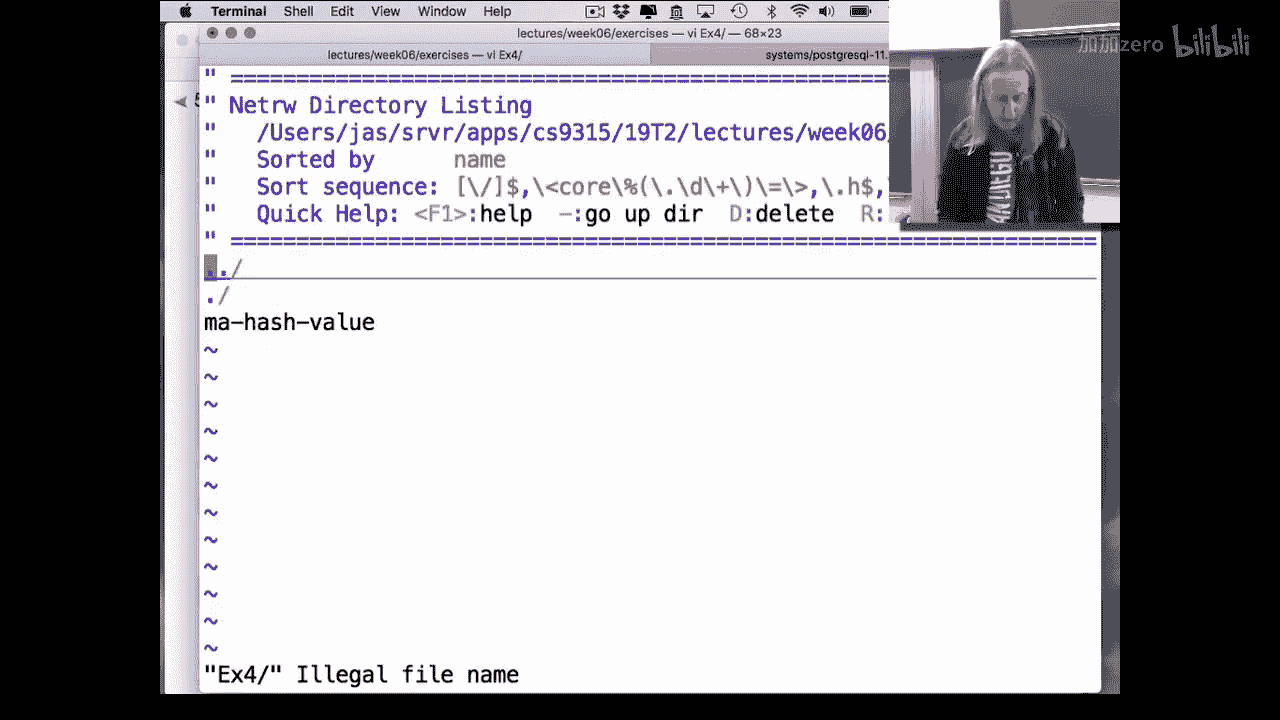 Terminal Shell Edit View Window Help
lectures/week06/exercises — vi Ex4/ — 68×23
lectures/week06/exercises — vi Ex4/
systems/postgresql-11.
加加zero bilibili
" ==================================================
" Netrw Directory Listing
"   /Users/jas/srvr/apps/cs9315/19T2/lectures/week06
"   Sorted by      name
"   Sort sequence: [\/]$,\<core\%(\.\d\+\)\=\>,\.h$,
"   Quick Help: <F1>:help  -:go up dir  D:delete  R:
" ==================================================================
../
./
ma-hash-value
~
~
~
~
~
~
~
~
~
~
~
~
"Ex4/" Illegal file name
AN DIEGO